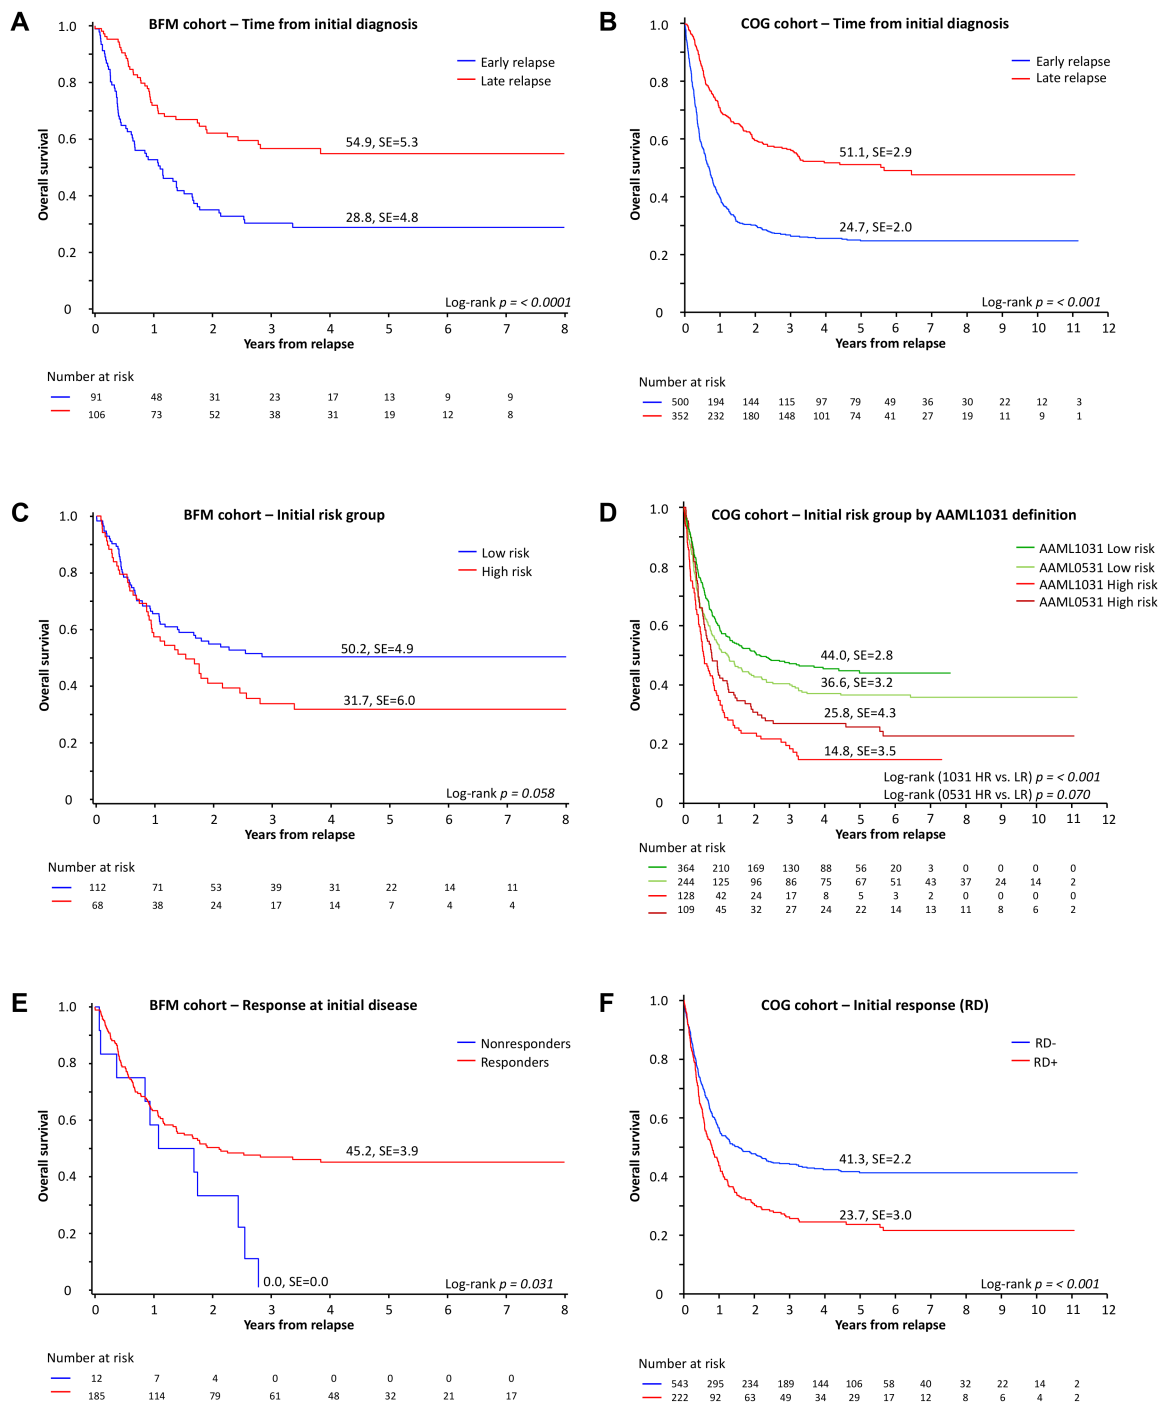 A
BFM cohort – Time from initial diagnosis
Early relapse
Late relapse
Overall survival
1.0
0.8
0.6
0.4
0.2
0
54.9, SE=5.3
28.8, SE=4.8
Log-rank p = < 0.0001
0 1 2 3 4 5 6 7 8
Years from relapse
Number at risk
91 48 31 23 17 13 9 9
106 73 52 38 31 19 12 8
B
COG cohort – Time from initial diagnosis
Early relapse
Late relapse
Overall survival
1.0
0.8
0.6
0.4
0.2
0
51.1, SE=2.9
24.7, SE=2.0
Log-rank p = < 0.001
0 1 2 3 4 5 6 7 8 9 10 11 12
Years from relapse
Number at risk
500 194 144 115 97 79 49 36 30 22 12 3
352 232 180 148 101 74 41 27 19 11 9 1
C
BFM cohort – Initial risk group
Low risk
High risk
Overall survival
1.0
0.8
0.6
0.4
0.2
0
50.2, SE=4.9
31.7, SE=6.0
Log-rank p = 0.058
0 1 2 3 4 5 6 7 8
Years from relapse
Number at risk
112 71 53 39 31 22 14 11
68 38 24 17 14 7 4 4
D
COG cohort – Initial risk group by AAML1031 definition
AAML1031 Low risk
AAML0531 Low risk
AAML1031 High risk
AAML0531 High risk
Overall survival
1.0
0.8
0.6
0.4
0.2
0
44.0, SE=2.8
36.6, SE=3.2
25.8, SE=4.3
14.8, SE=3.5
Log-rank (1031 HR vs. LR) p = < 0.001
Log-rank (0531 HR vs. LR) p = 0.070
0 1 2 3 4 5 6 7 8 9 10 11 12
Years from relapse
Number at risk
364 210 169 130 88 56 20 3 0 0 0 0
244 125 96 86 75 67 51 43 37 24 14 2
128 42 24 17 8 5 3 2 0 0 0 0
109 45 32 27 24 22 14 13 11 8 6 2
E
BFM cohort – Response at initial disease
Nonresponders
Responders
Overall survival
1.0
0.8
0.6
0.4
0.2
0
45.2, SE=3.9
0.0, SE=0.0
Log-rank p = 0.031
0 1 2 3 4 5 6 7 8
Years from relapse
Number at risk
12 7 4 0 0 0 0 0
185 114 79 61 48 32 21 17
F
COG cohort – Initial response (RD)
RD-
RD+
Overall survival
1.0
0.8
0.6
0.4
0.2
0
41.3, SE=2.2
23.7, SE=3.0
Log-rank p = < 0.001
0 1 2 3 4 5 6 7 8 9 10 11 12
Years from relapse
Number at risk
543 295 234 189 144 106 58 40 32 22 14 2
222 92 63 49 34 29 17 12 8 6 4 2